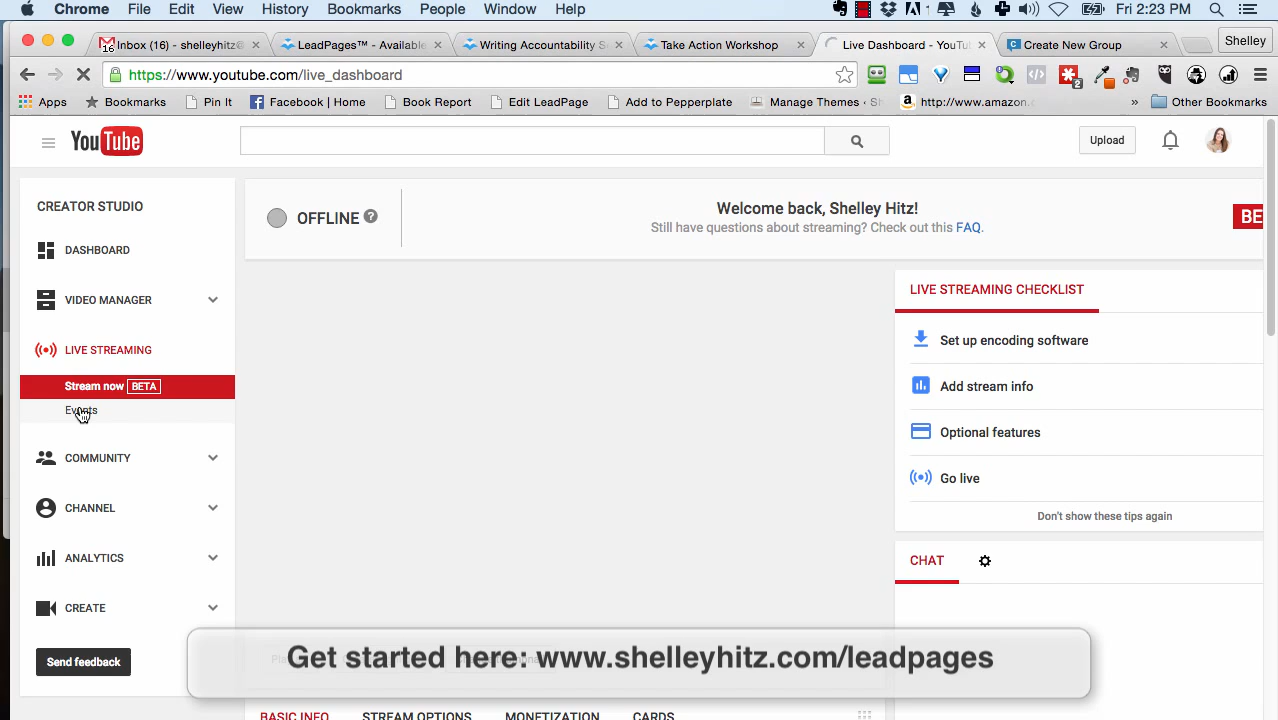 Chrome File Edit View History Bookmarks People Window Help 1 Fri 2:23 PM
16 Inbox (16) - shelleyhitz@ LeadPages™ - Available Writing Accountability S Take Action Workshop Live Dashboard - YouTu Create New Group Shelley
https://www.youtube.com/live_dashboard 2
Apps Bookmarks Pin It Facebook | Home Book Report Edit LeadPage Add to Pepperpla Manage Themes ‹ Sh http://www.amazon. » Other Bookmarks
YouTube Upload
CREATOR STUDIO
DASHBOARD
VIDEO MANAGER
LIVE STREAMING
Stream now BETA
Events
COMMUNITY
CHANNEL
ANALYTICS
CREATE
Send feedback
OFFLINE ?
Welcome back, Shelley Hitz!
Still have questions about streaming? Check out this FAQ.
BE
LIVE STREAMING CHECKLIST
Set up encoding software
Add stream info
Optional features
Go live
Don't show these tips again
CHAT
Get started here: www.shelleyhitz.com/leadpages
BASIC INFO STREAM OPTIONS MONETIZATION CARDS